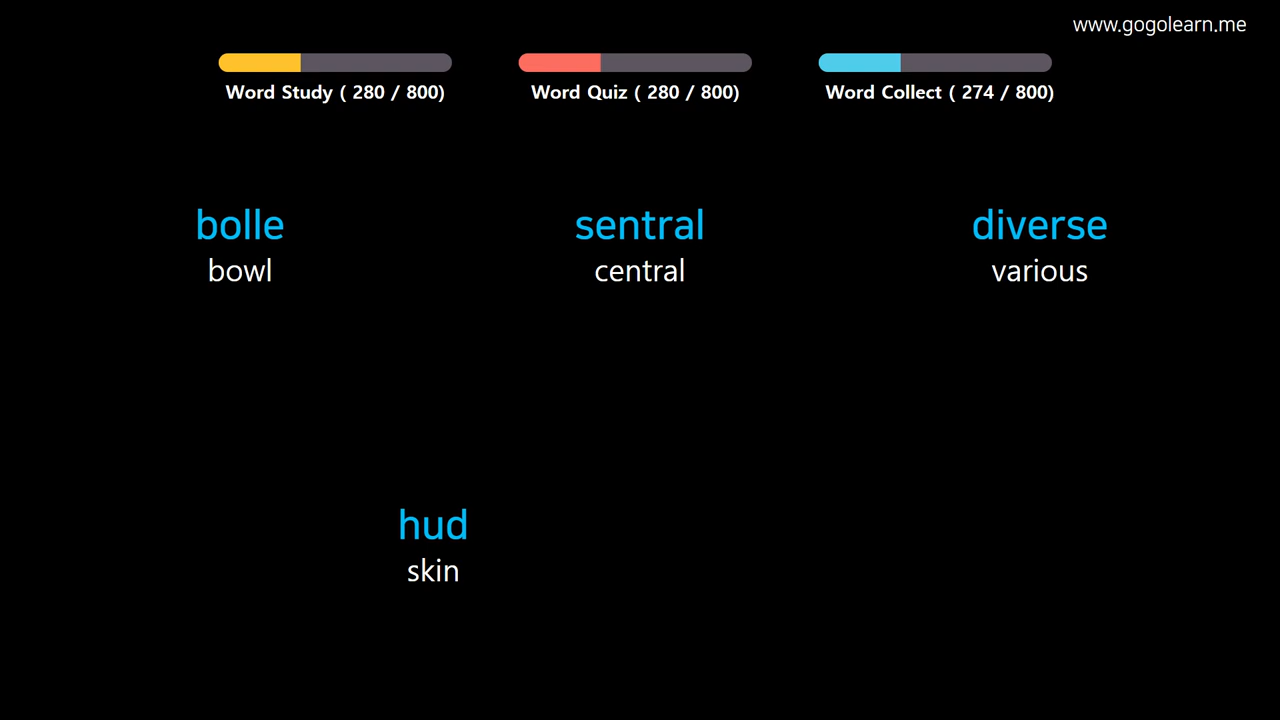 www.gogolearn.me
Word Study ( 280 / 800)
Word Quiz ( 280 / 800)
Word Collect ( 274 / 800)
bolle
bowl
sentral
central
diverse
various
hud
skin